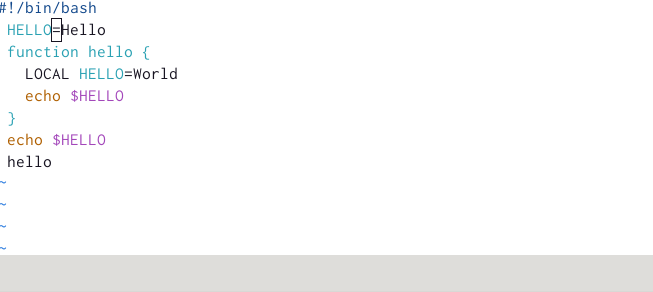 #!/bin/bash
HELLO=Hello
function hello {
LOCAL HELLO=World
echo $HELLO
}
echo $HELLO
hello
~
~
~
~